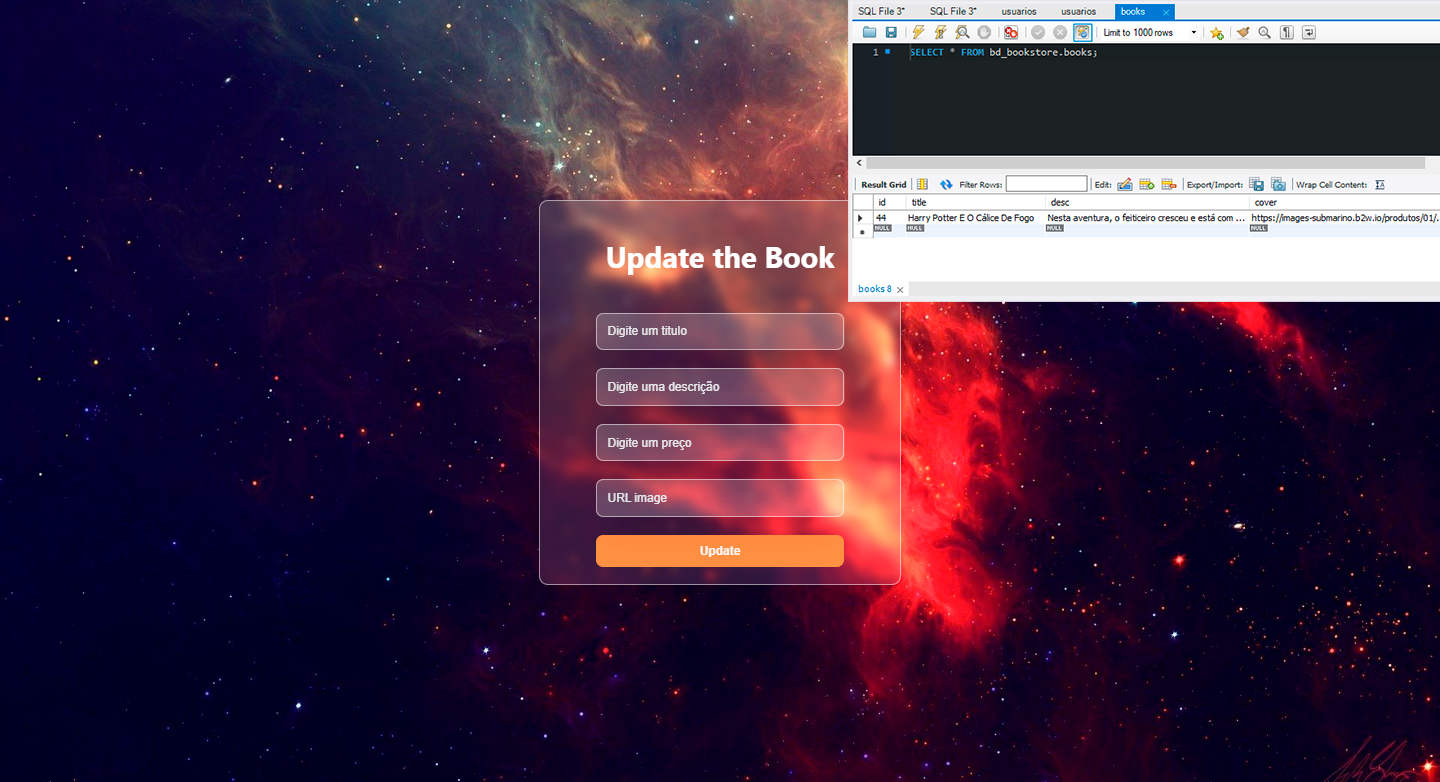 SQL File 3* SQL File 3* usuarios usuarios books
Limit to 1000 rows
1 SELECT * FROM bd_bookstore.books;
Result Grid Filter Rows: Edit: Export/Import: Wrap Cell Content:
id title desc cover
44 Harry Potter E O Cálice De Fogo Nesta aventura, o feiticeiro cresceu e está com ... https://images-submarino.b2w.io/produtos/01/...
NULL NULL NULL NULL
books 8
Update the Book
Digite um titulo
Digite uma descrição
Digite um preço
URL image
Update